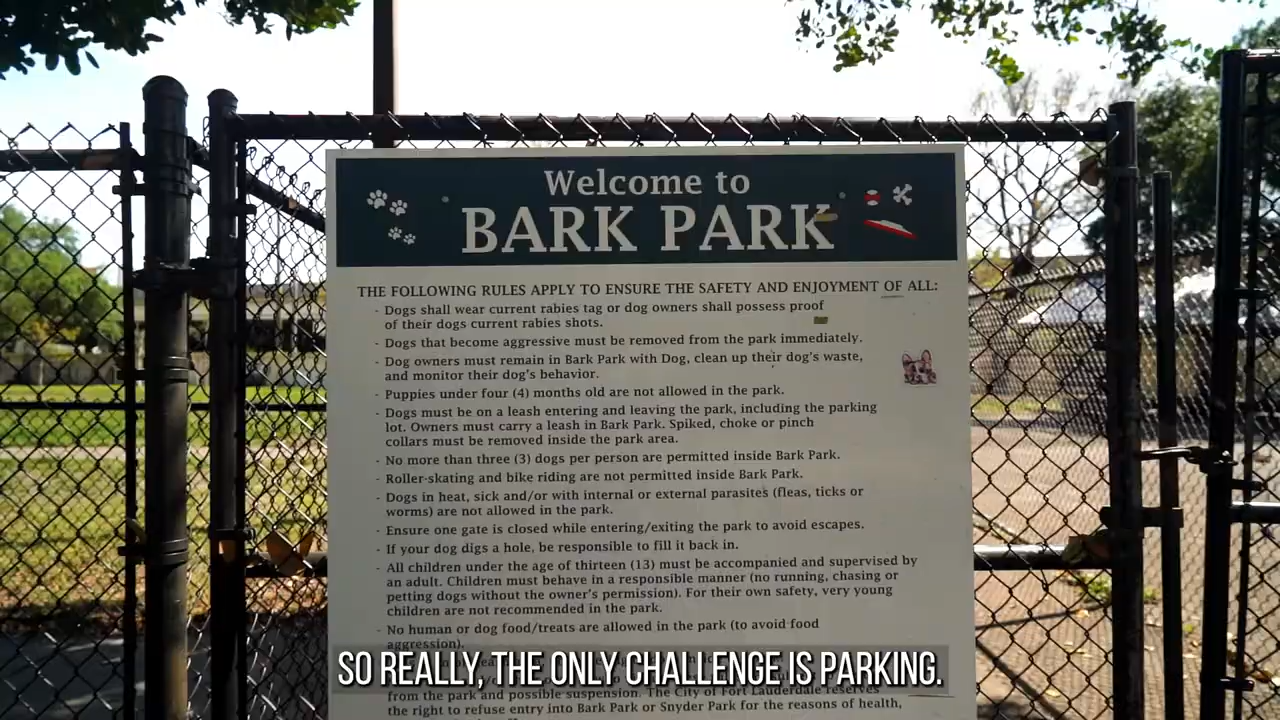 Welcome to
BARK PARK
THE FOLLOWING RULES APPLY TO ENSURE THE SAFETY AND ENJOYMENT OF ALL:
- Dogs shall wear current rabies tag or dog owners shall possess proof
of their dogs current rabies shots.
- Dogs that become aggressive must be removed from the park immediately.
- Dog owners must remain in Bark Park with Dog, clean up their dog's waste,
and monitor their dog's behavior.
- Puppies under four (4) months old are not allowed in the park.
- Dogs must be on a leash entering and leaving the park, including the parking
lot. Owners must carry a leash in Bark Park. Spiked, choke or pinch
collars must be removed inside the park area.
- No more than three (3) dogs per person are permitted inside Bark Park.
- Roller-skating and bike riding are not permitted inside Bark Park.
- Dogs in heat, sick and/or with internal or external parasites (fleas, ticks or
worms) are not allowed in the park.
- Ensure one gate is closed while entering/exiting the park to avoid escapes.
- If your dog digs a hole, be responsible to fill it back in.
- All children under the age of thirteen (13) must be accompanied and supervised by
an adult. Children must behave in a responsible manner (no running, chasing or
petting dogs without the owner's permission). For their own safety, very young
children are not recommended in the park.
- No human or dog food/treats are allowed in the park (to avoid food
aggression).
SO REALLY, THE ONLY CHALLENGE IS PARKING.
from the park and possible suspension. The City of Fort Lauderdale reserves
the right to refuse entry into Bark Park or Snyder Park for the reasons of health,